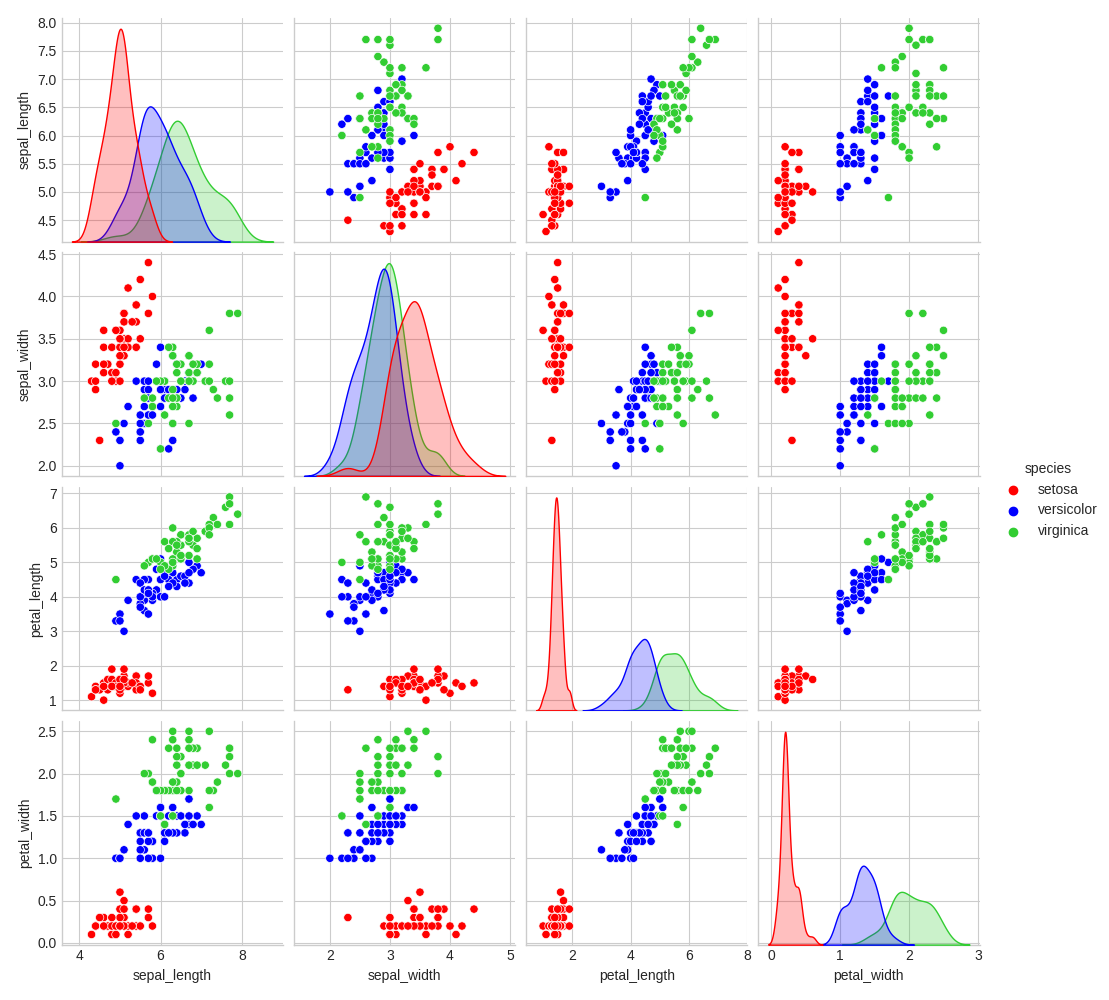 8.0
7.5
7.0
6.5
6.0
5.5
5.0
4.5
sepal_length
4.5
4.0
3.5
3.0
2.5
2.0
sepal_width
species
setosa
versicolor
virginica
7
6
5
4
3
2
1
petal_length
2.5
2.0
1.5
1.0
0.5
0.0
petal_width
4 6 8
2 3 4 5
2 4 6 8
0 1 2 3
sepal_length
sepal_width
petal_length
petal_width